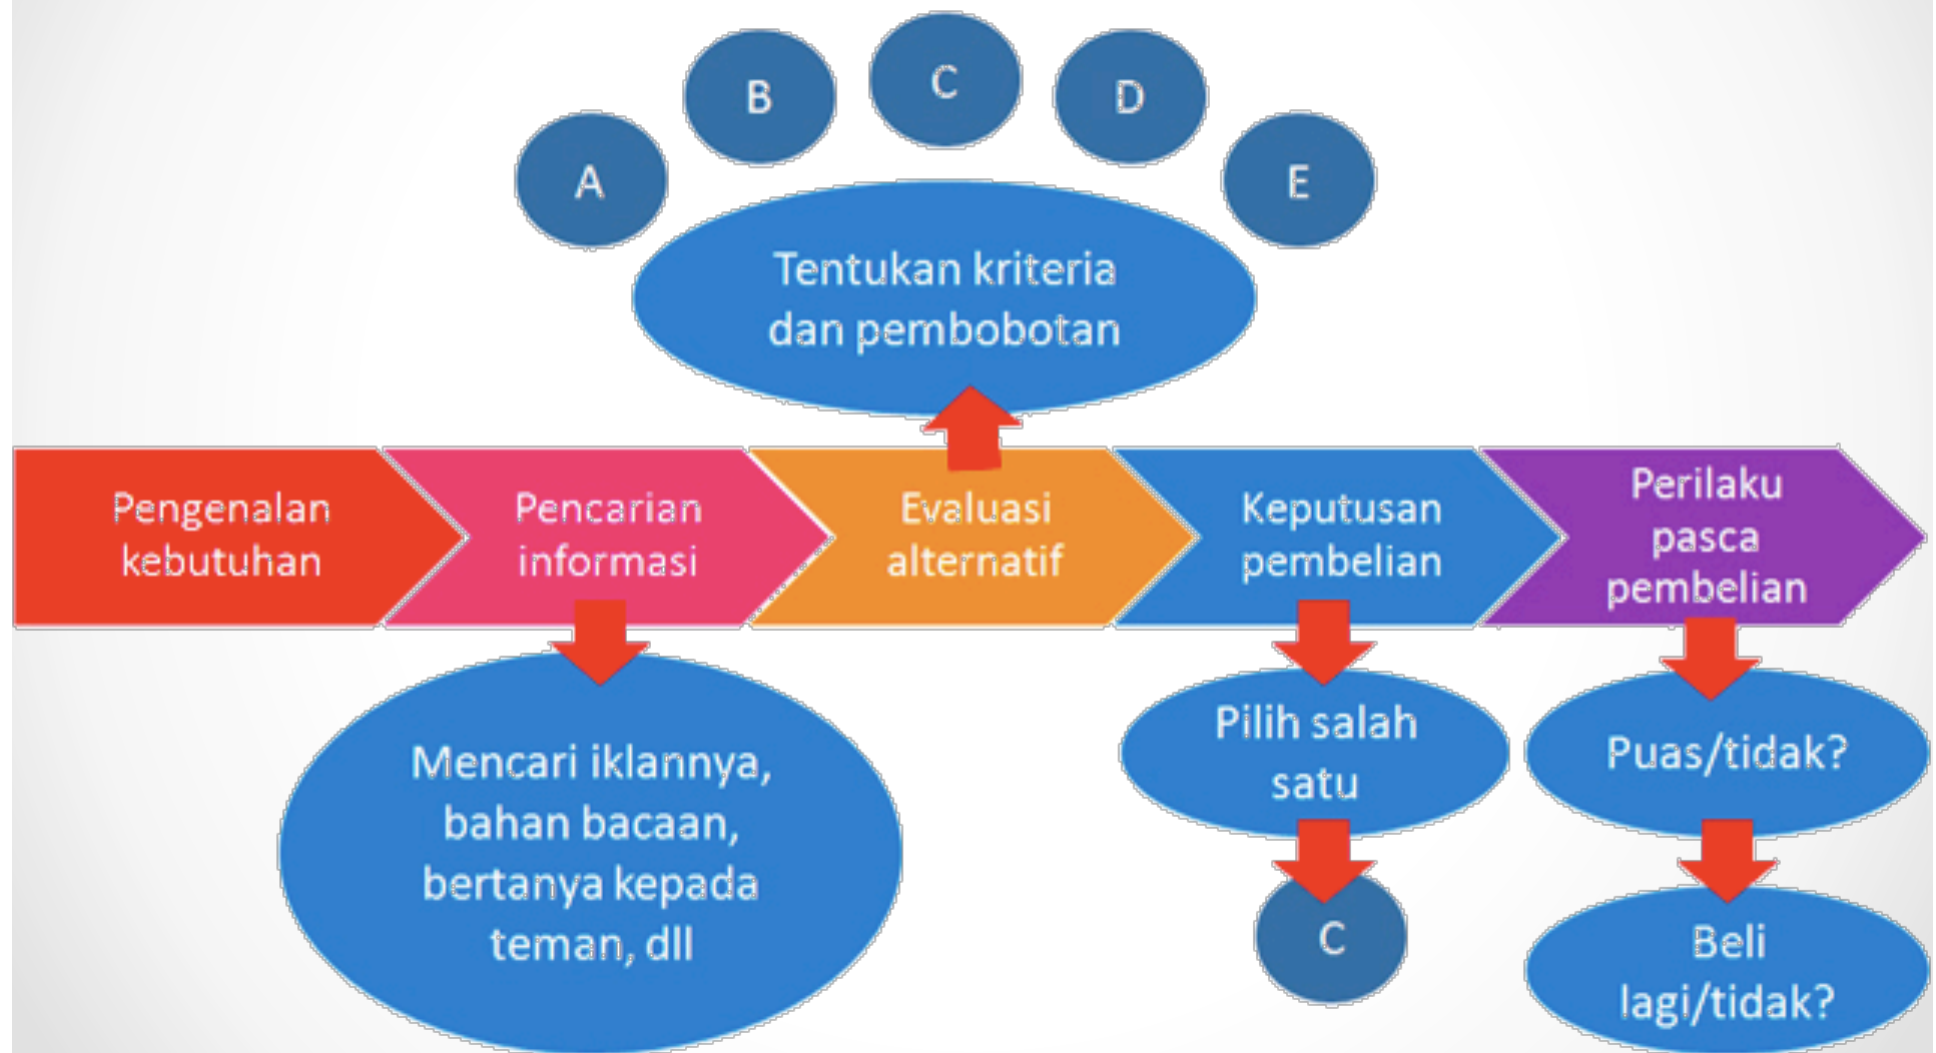 A
B
C
D
E
Tentukan kriteria
dan pembobotan
Pengenalan
kebutuhan
Pencarian
informasi
Evaluasi
alternatif
Keputusan
pembelian
Perilaku
pasca
pembelian
Mencari iklannya,
bahan bacaan,
bertanya kepada
teman, dll
Pilih salah
satu
C
Puas/tidak?
Beli
lagi/tidak?